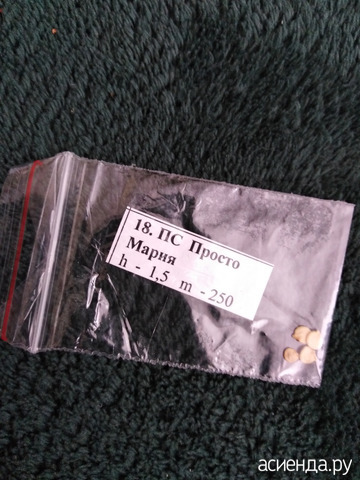 18. ПС Просто
Мария
h - 1,5 m - 250
асиенда.ру